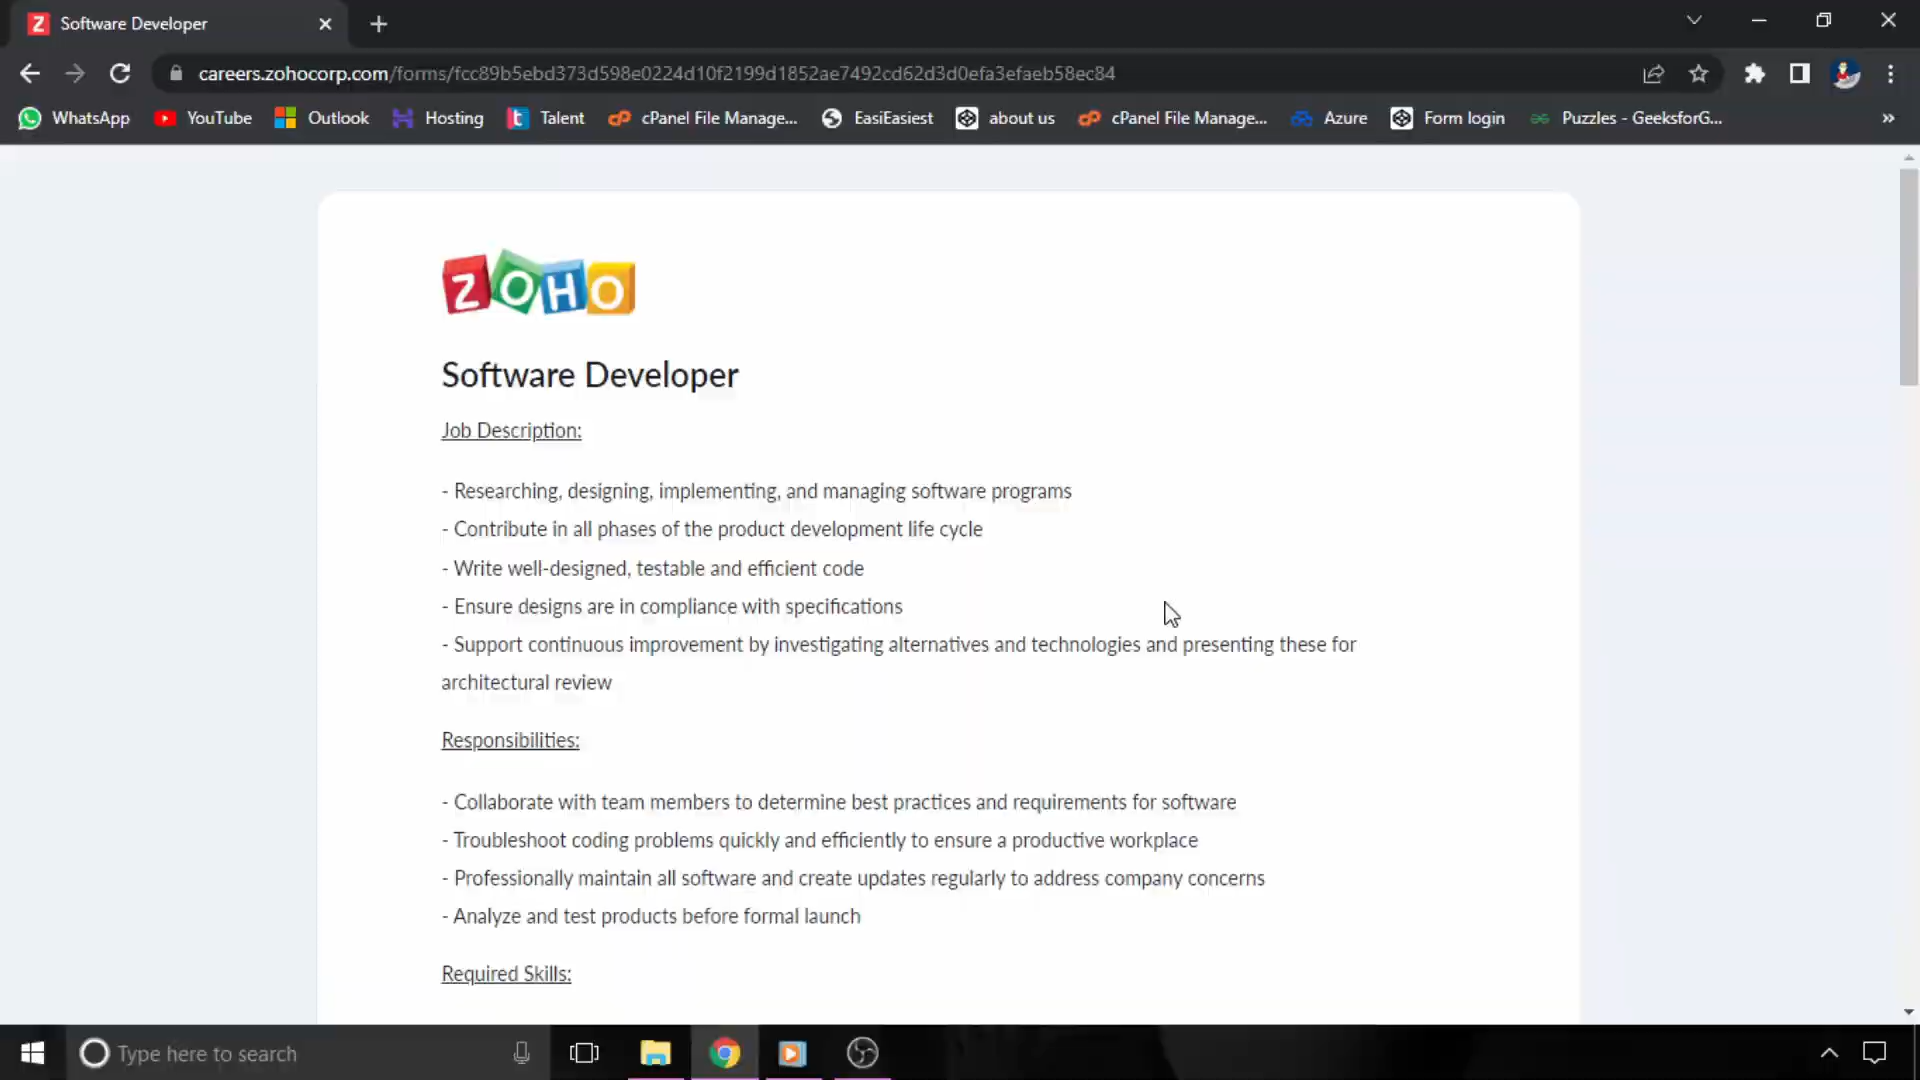 Software Developer
careers.zohocorp.com/forms/fcc89b5ebd373d598e0224d10f2199d1852ae7492cd62d3d0efa3efaeb58ec84
WhatsApp YouTube Outlook Hosting Talent cPanel File Manage... EasiEasiest about us cPanel File Manage... Azure Form login Puzzles - GeeksforG... »
ZOHO
Software Developer
Job Description:
- Researching, designing, implementing, and managing software programs
- Contribute in all phases of the product development life cycle
- Write well-designed, testable and efficient code
- Ensure designs are in compliance with specifications
- Support continuous improvement by investigating alternatives and technologies and presenting these for
architectural review
Responsibilities:
- Collaborate with team members to determine best practices and requirements for software
- Troubleshoot coding problems quickly and efficiently to ensure a productive workplace
- Professionally maintain all software and create updates regularly to address company concerns
- Analyze and test products before formal launch
Required Skills:
Type here to search